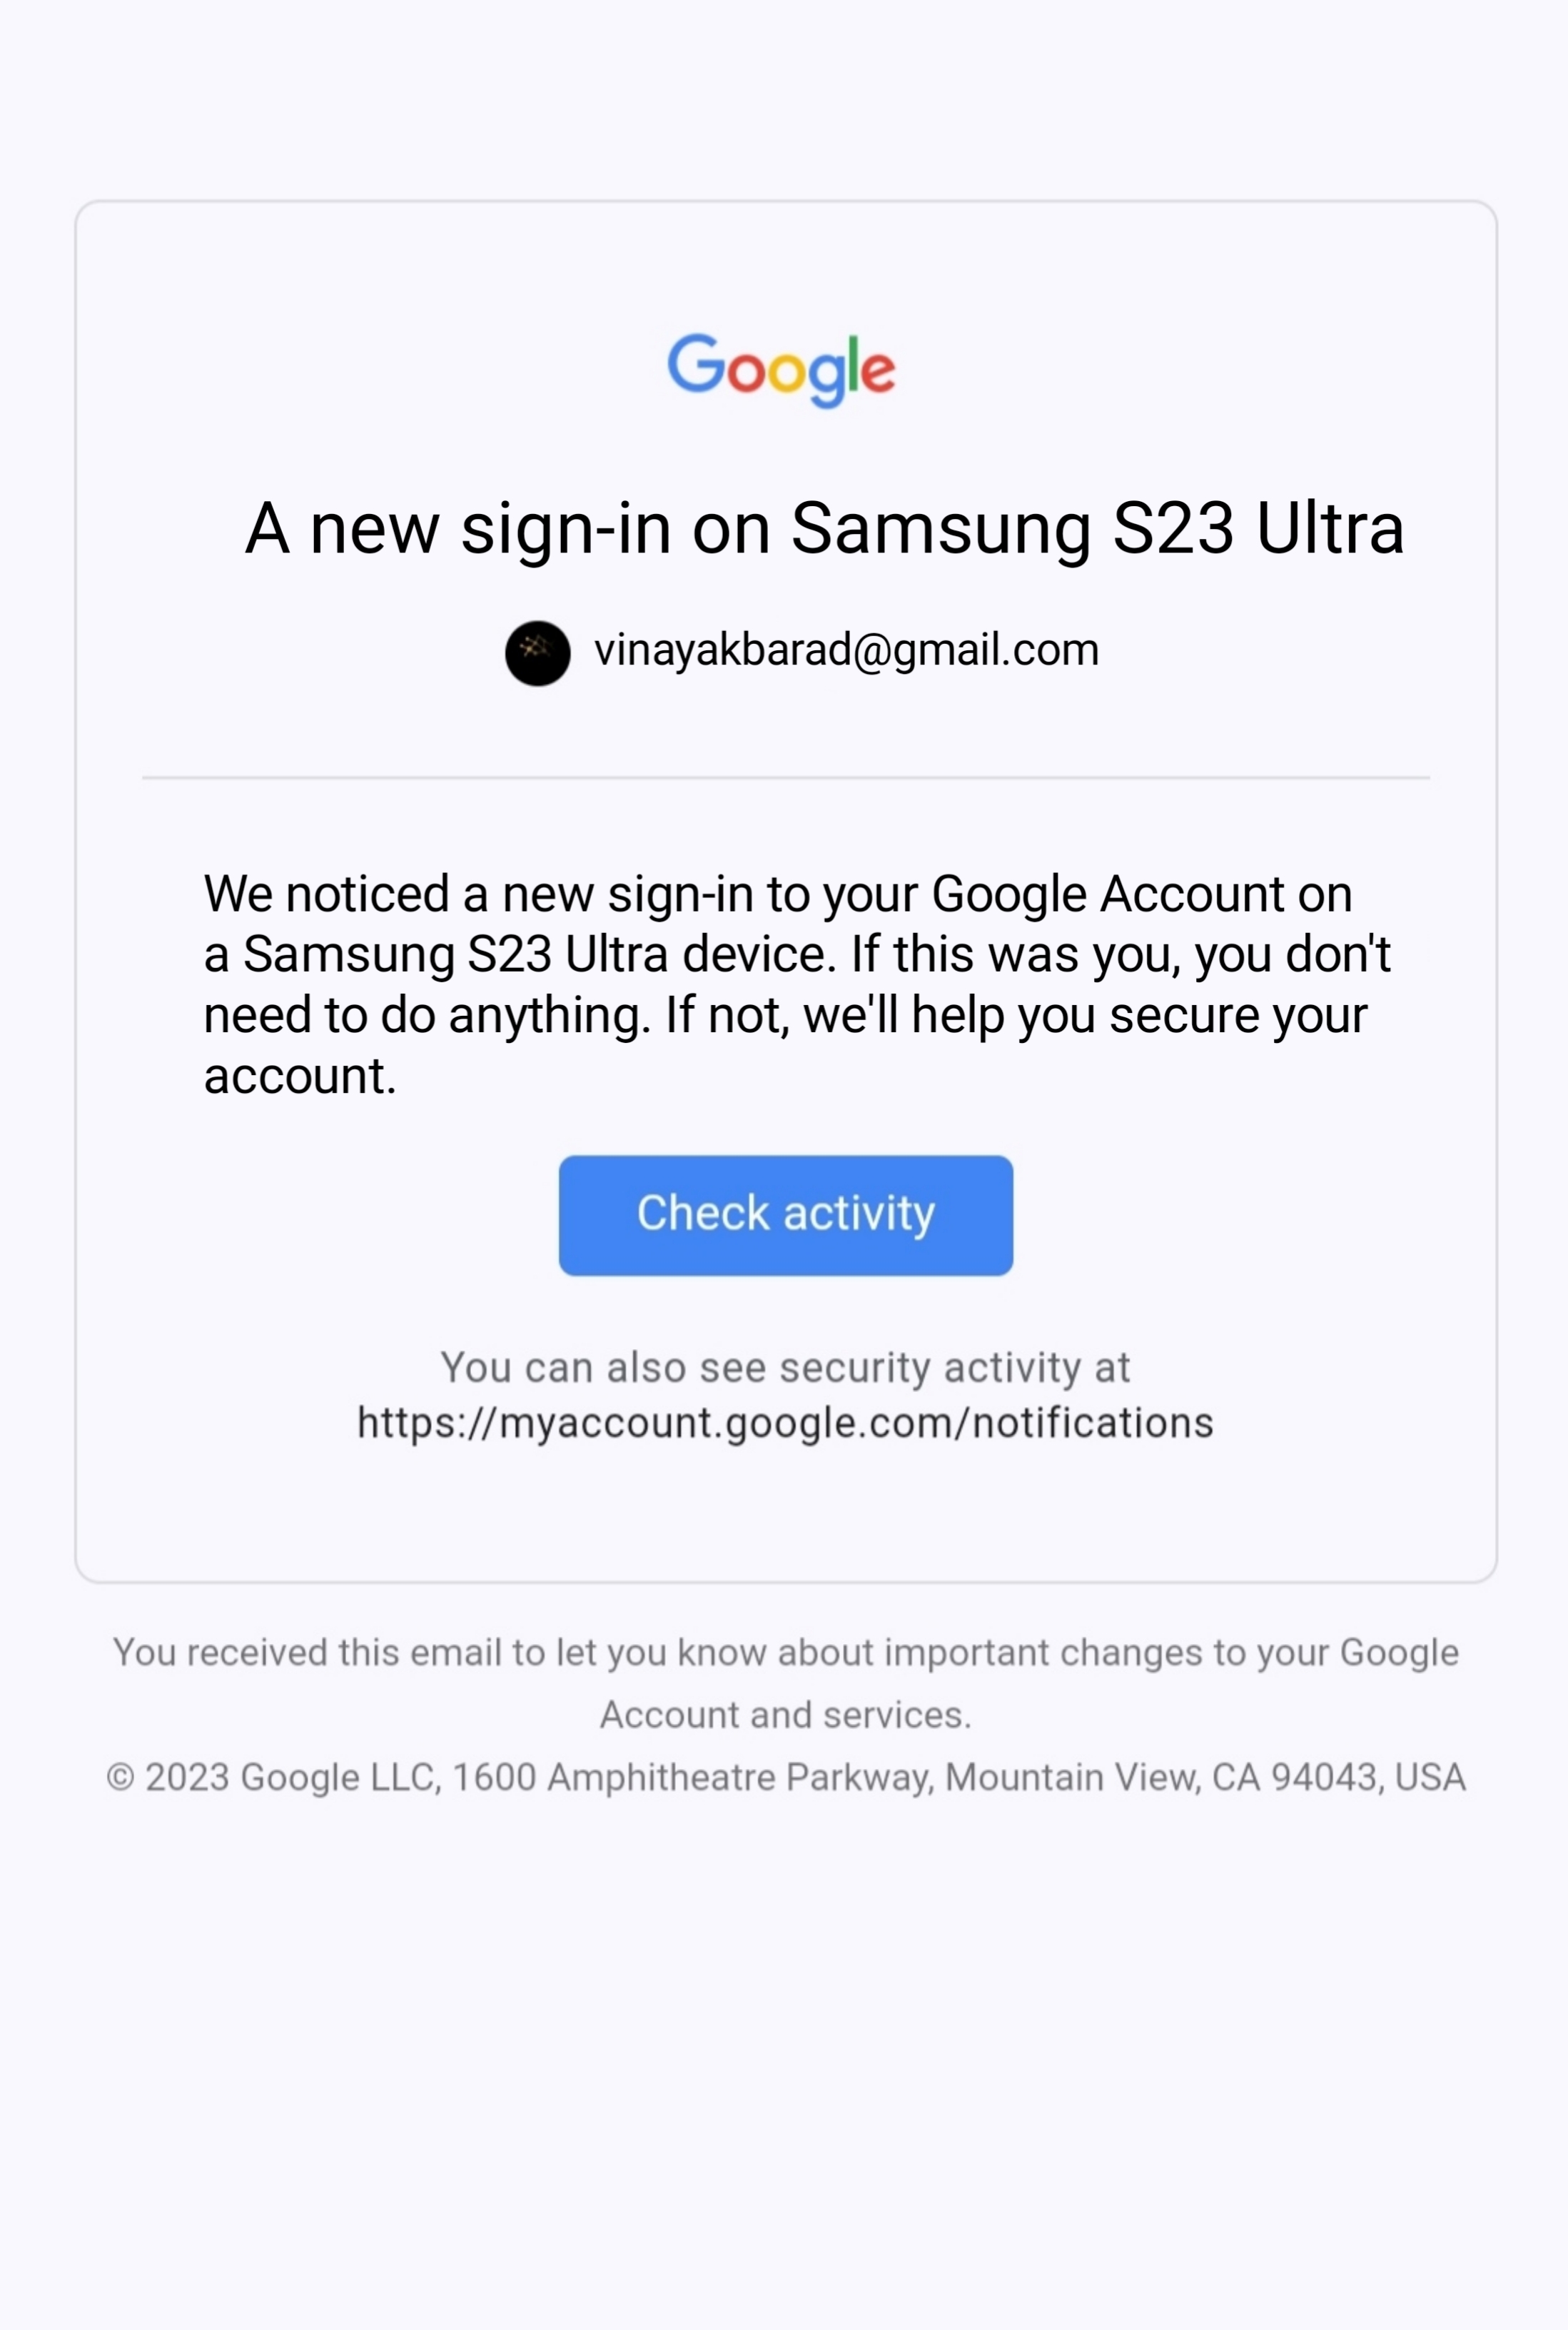 Google
A new sign-in on Samsung S23 Ultra
vinayakbarad@gmail.com
We noticed a new sign-in to your Google Account on
a Samsung S23 Ultra device. If this was you, you don't
need to do anything. If not, we'll help you secure your
account.
Check activity
You can also see security activity at
https://myaccount.google.com/notifications
You received this email to let you know about important changes to your Google
Account and services.
© 2023 Google LLC, 1600 Amphitheatre Parkway, Mountain View, CA 94043, USA